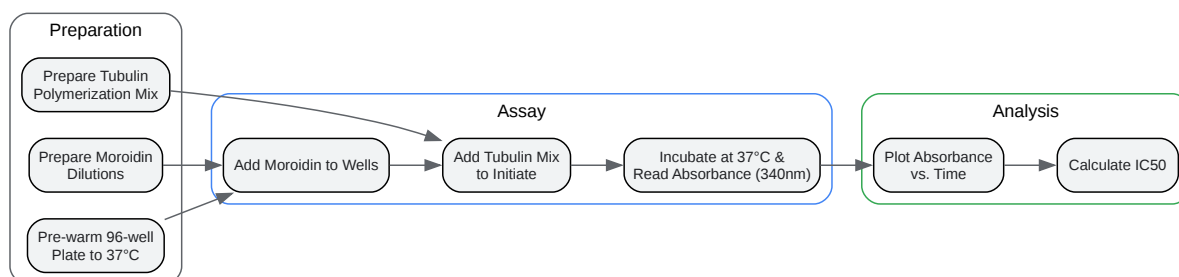 Preparation
Prepare Tubulin
Polymerization Mix
Prepare Moroidin
Dilutions
Pre-warm 96-well
Plate to 37°C
Assay
Add Moroidin to Wells
Add Tubulin Mix
to Initiate
Incubate at 37°C &
Read Absorbance (340nm)
Analysis
Plot Absorbance
vs. Time
Calculate IC50